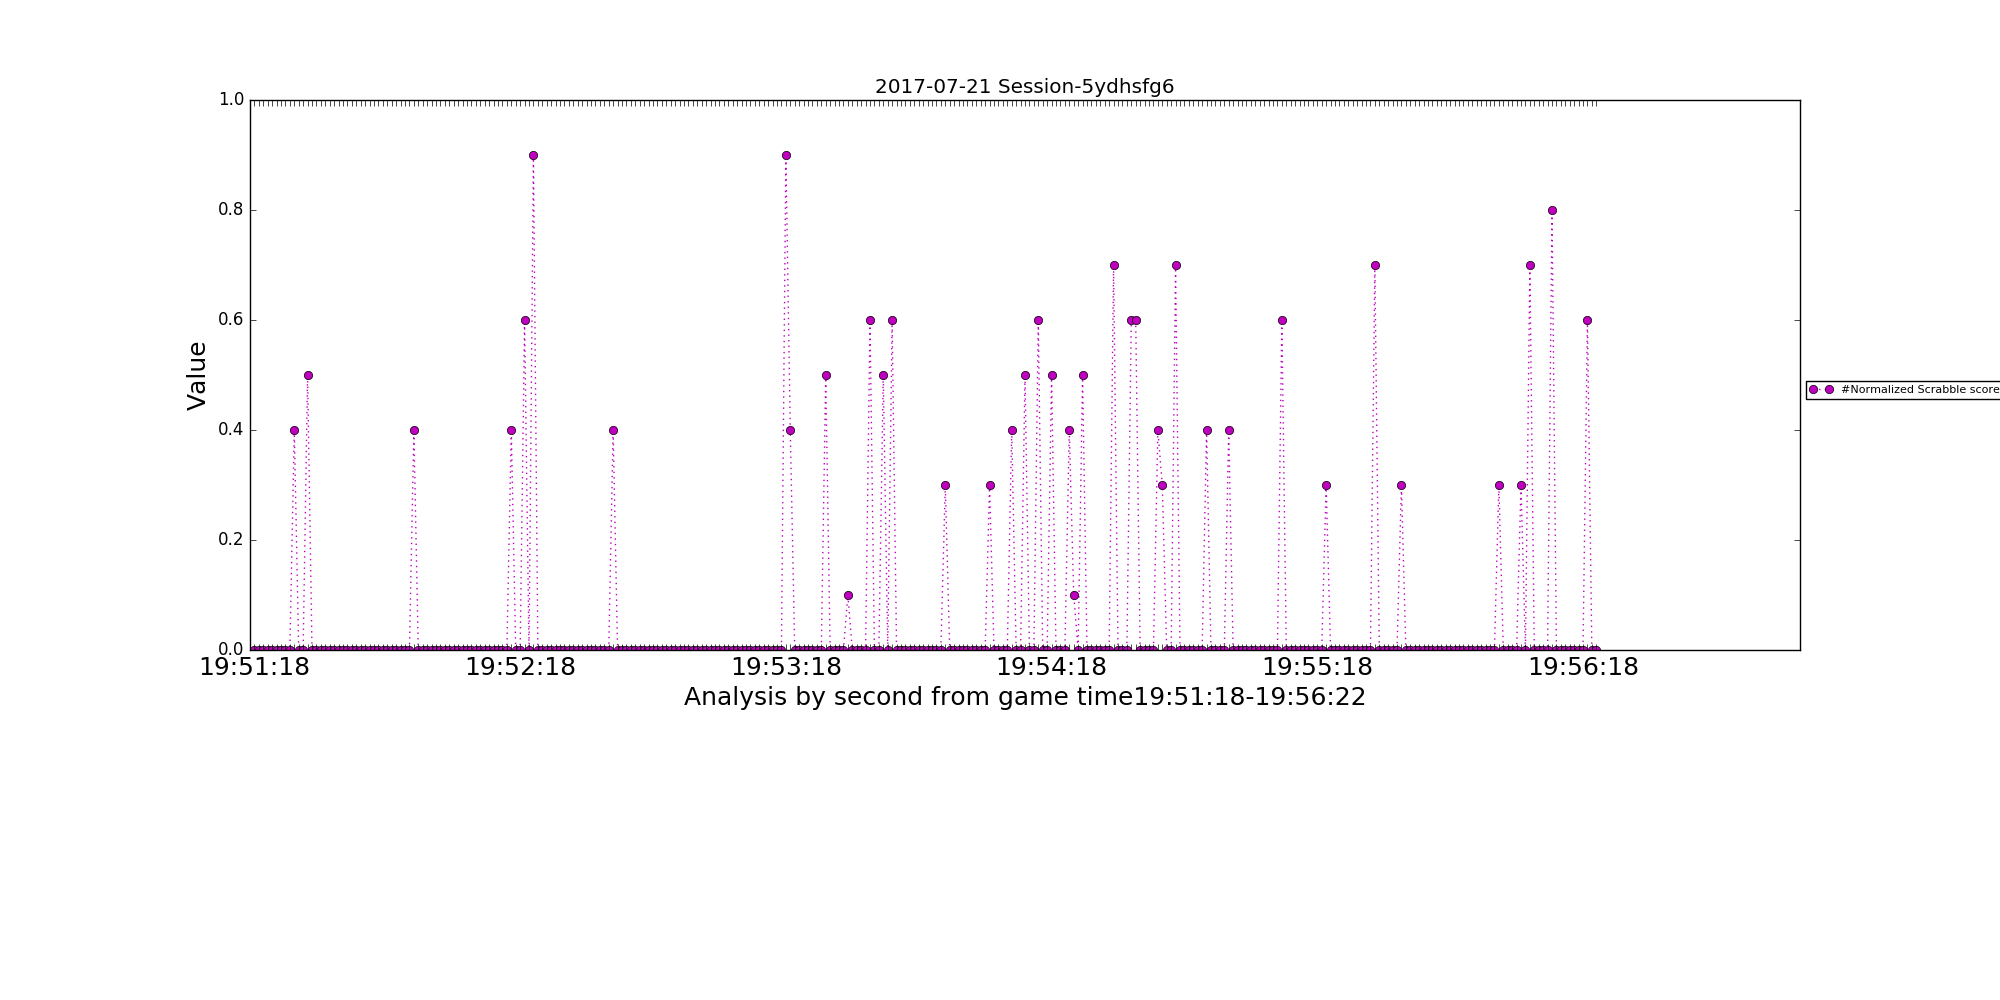 2017-07-21 Session-5ydhsfg6
1.0
0.8
0.6
0.4
0.2
0.0
Value
19:51:18 19:52:18 19:53:18 19:54:18 19:55:18 19:56:18
Analysis by second from game time19:51:18-19:56:22
#Normalized Scrabble score